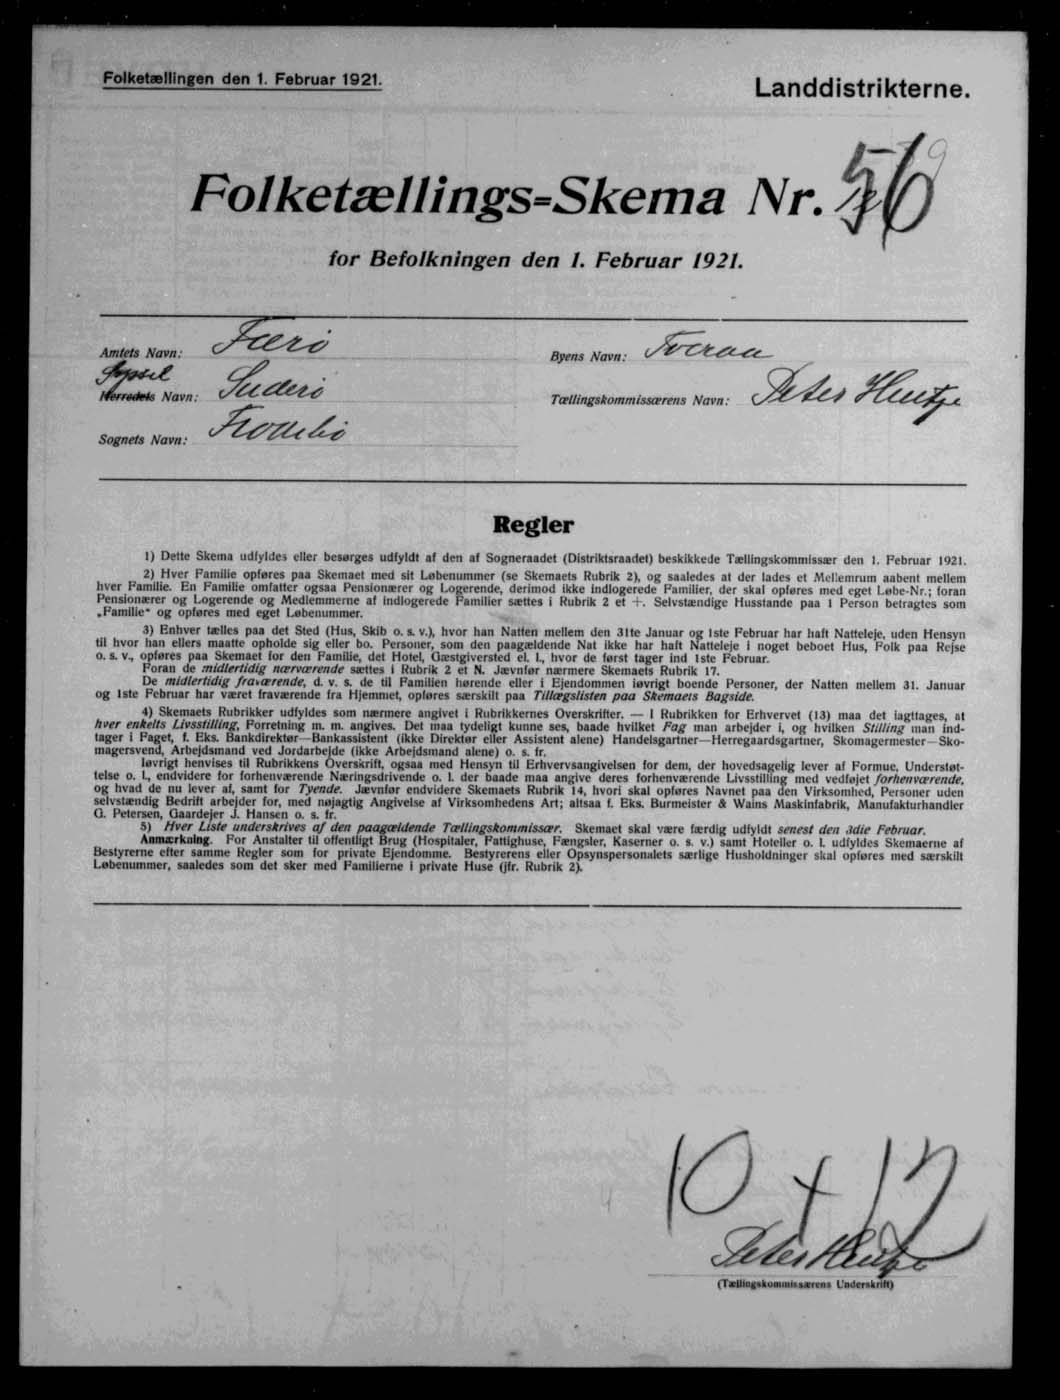 Folketællingen den 1. Februar 1921.
Landdistrikterne.
Folketællings=Skema Nr. 56
for Befolkningen den 1. Februar 1921.
Amtets Navn: Færø
Byens Navn: Tveraa
Syssel
Herredets Navn: Suderø
Tællingskommissærens Navn: Peter Hentze
Sognets Navn: Frodebø
Regler
1) Dette Skema udfyldes eller besørges udfyldt af den af Sogneraadet (Distriktsraadet) beskikkede Tællingskommissær den 1. Februar 1921.
2) Hver Familie opføres paa Skemaet med sit Løbenummer (se Skemaets Rubrik 2), og saaledes at der lades et Mellemrum aabent mellem
hver Familie. En Familie omfatter ogsaa Pensionærer og Logerende, derimod ikke indlogerede Familier, der skal opføres med eget Løbe-Nr.; foran
Pensionærer og Logerende og Medlemmerne af indlogerede Familier sættes i Rubrik 2 et +. Selvstændige Husstande paa 1 Person betragtes som
„Familie“ og opføres med eget Løbenummer.
3) Enhver tælles paa det Sted (Hus, Skib o. s. v.), hvor han Natten mellem den 31te Januar og 1ste Februar har haft Natteleje, uden Hensyn
til hvor han ellers maatte opholde sig eller bo. Personer, som den paagældende Nat ikke har haft Natteleje i noget beboet Hus, Folk paa Rejse
o. s. v., opføres paa Skemaet for den Familie, det Hotel, Gæstgiversted el. l., hvor de først tager ind 1ste Februar.
Foran de midlertidig nærværende sættes i Rubrik 2 et N. Jævnfør nærmere Skemaets Rubrik 17.
De midlertidig fraværende, d. v. s. de til Familien hørende eller i Ejendommen iøvrigt boende Personer, der Natten mellem 31. Januar
og 1ste Februar har været fraværende fra Hjemmet, opføres særskilt paa Tillægslisten paa Skemaets Bagside.
4) Skemaets Rubrikker udfyldes som nærmere angivet i Rubrikkernes Overskrifter. — I Rubrikken for Erhvervet (13) maa det iagttages, at
hver enkelts Livsstilling, Forretning m. m. angives. Det maa tydeligt kunne ses, baade hvilket Fag man arbejder i, og hvilken Stilling man ind-
tager i Faget, f. Eks. Bankdirektør—Bankassistent (ikke Direktør eller Assistent alene) Handelsgartner—Herregaardsgartner, Skomagermester—Sko-
magersvend, Arbejdsmand ved Jordarbejde (ikke Arbejdsmand alene) o. s. fr.
Iøvrigt henvises til Rubrikkens Overskrift, ogsaa med Hensyn til Erhvervsangivelsen for dem, der hovedsagelig lever af Formue, Understøt-
telse o. l., endvidere for forhenværende Næringsdrivende o. l. der baade maa angive deres forhenværende Livsstilling med vedføjet forhenværende,
og hvad de nu lever af, samt for Tyende. Jævnfør endvidere Skemaets Rubrik 14, hvori skal opføres Navnet paa den Virksomhed, Personer uden
selvstændig Bedrift arbejder for, med nøjagtig Angivelse af Virksomhedens Art; altsaa f. Eks. Burmeister & Wains Maskinfabrik, Manufakturhandler
G. Petersen, Gaardejer J. Hansen o. s. fr.
5) Hver Liste underskrives af den paagældende Tællingskommissær. Skemaet skal være færdig udfyldt senest den 3die Februar.
Anmærkning. For Anstalter til offentligt Brug (Hospitaler, Fattighuse, Fængsler, Kaserner o. s. v.) samt Hoteller o. l. udfyldes Skemaerne af
Bestyrerne efter samme Regler som for private Ejendomme. Bestyrerens eller Opsynspersonalets særlige Husholdninger skal opføres med særskilt
Løbenummer, saaledes som det sker med Familierne i private Huse (jfr. Rubrik 2).
10 + 12
Peter Hentze
(Tællingskommissærens Underskrift)